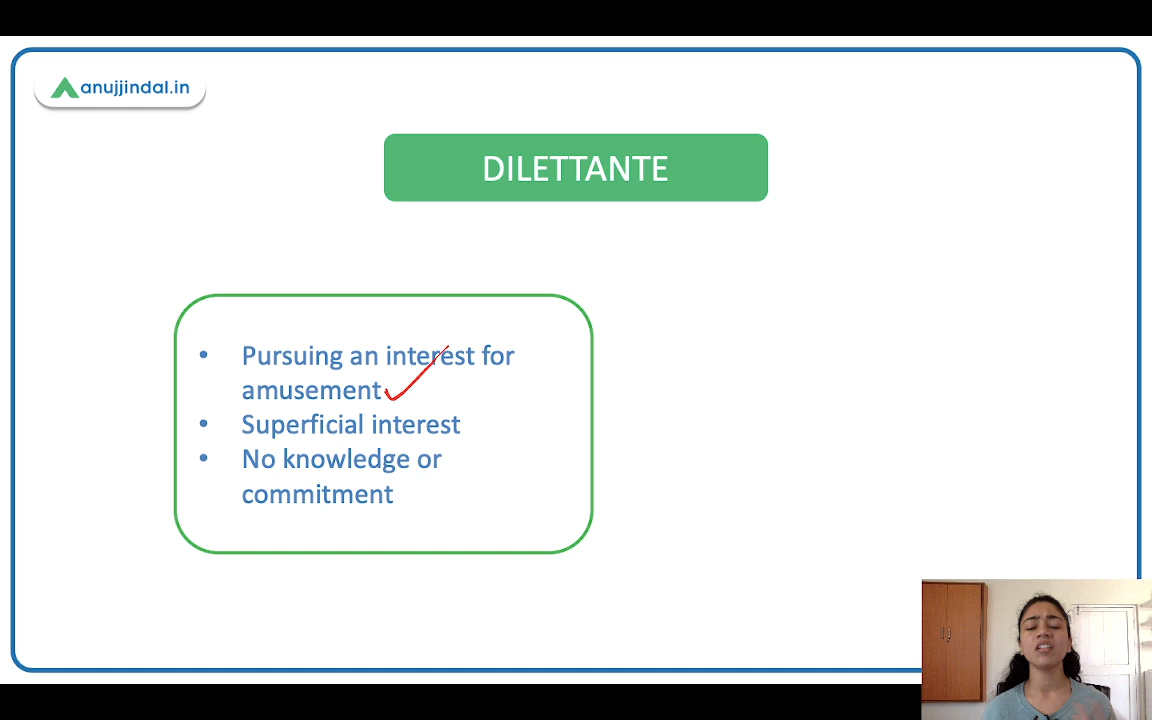 anujjindal.in
DILETTANTE
• Pursuing an interest for
amusement
• Superficial interest
• No knowledge or
commitment